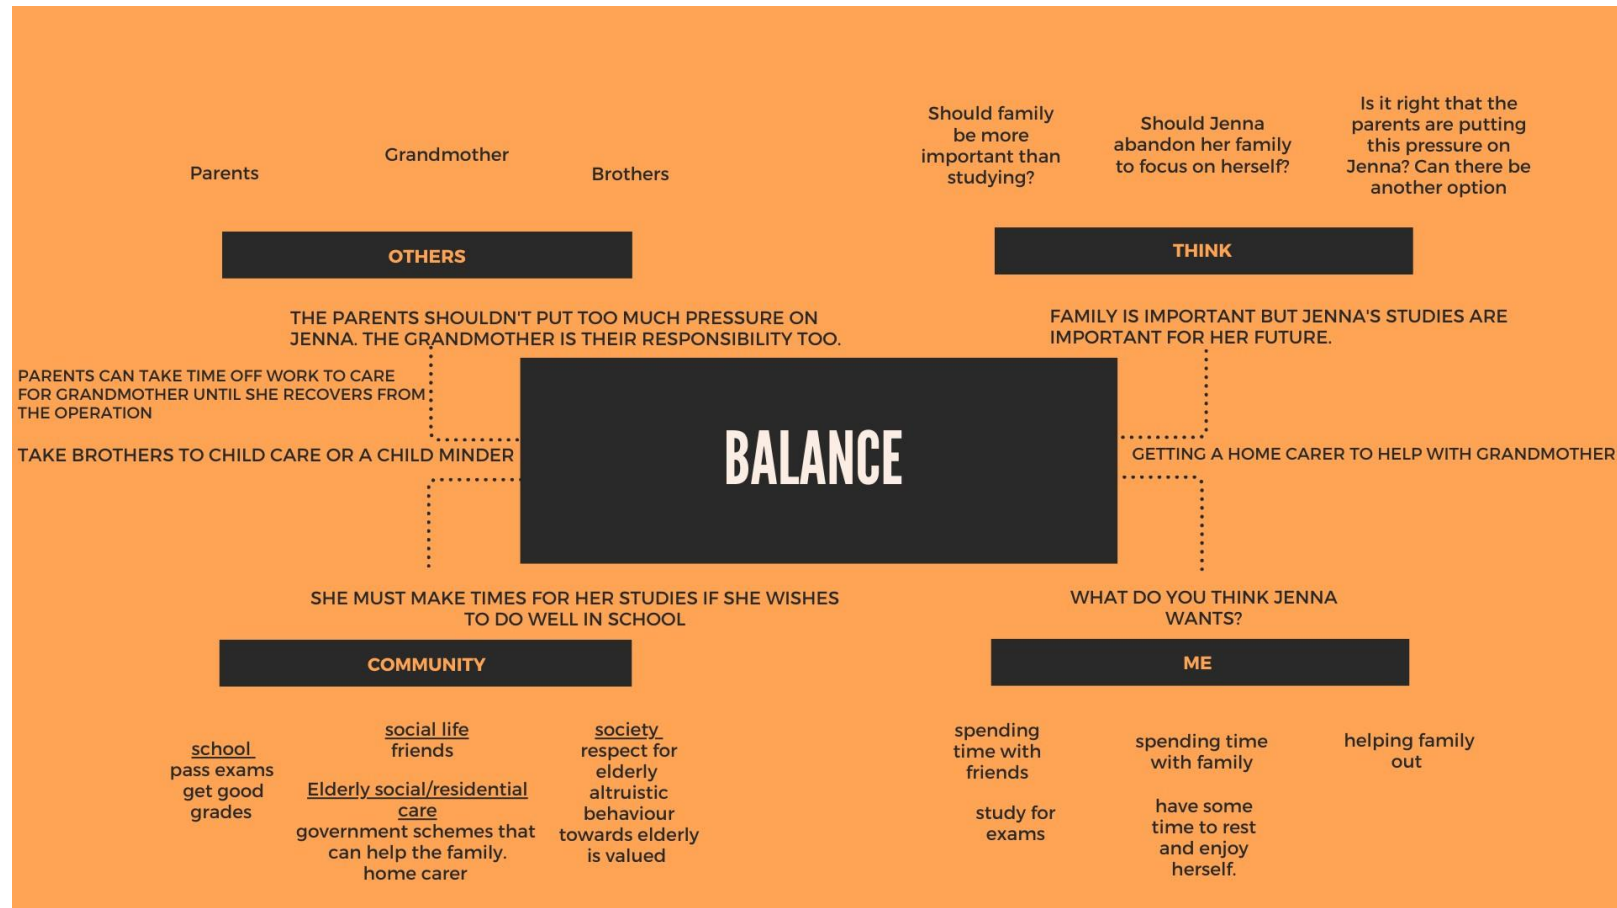 Parents
Grandmother
Brothers
OTHERS
THE PARENTS SHOULDN'T PUT TOO MUCH PRESSURE ON
JENNA. THE GRANDMOTHER IS THEIR RESPONSIBILITY TOO.
PARENTS CAN TAKE TIME OFF WORK TO CARE
FOR GRANDMOTHER UNTIL SHE RECOVERS FROM
THE OPERATION
TAKE BROTHERS TO CHILD CARE OR A CHILD MINDER
Should family
be more
important than
studying?
Should Jenna
abandon her family
to focus on herself?
Is it right that the
parents are putting
this pressure on
Jenna? Can there be
another option
THINK
FAMILY IS IMPORTANT BUT JENNA'S STUDIES ARE
IMPORTANT FOR HER FUTURE.
BALANCE
GETTING A HOME CARER TO HELP WITH GRANDMOTHER
SHE MUST MAKE TIMES FOR HER STUDIES IF SHE WISHES
TO DO WELL IN SCHOOL
COMMUNITY
school
pass exams
get good
grades
social life
friends
Elderly social/residential
care
government schemes that
can help the family.
home carer
society
respect for
elderly
altruistic
behaviour
towards elderly
is valued
WHAT DO YOU THINK JENNA
WANTS?
ME
spending
time with
friends
study for
exams
spending time
with family
have some
time to rest
and enjoy
herself.
helping family
out